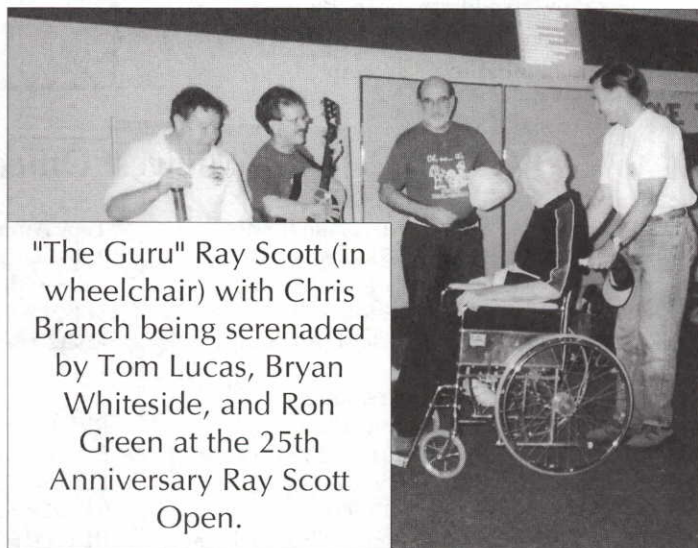 "The Guru" Ray Scott (in
wheelchair) with Chris
Branch being serenaded
by Tom Lucas, Bryan
Whiteside, and Ron
Green at the 25th
Anniversary Ray Scott
Open.